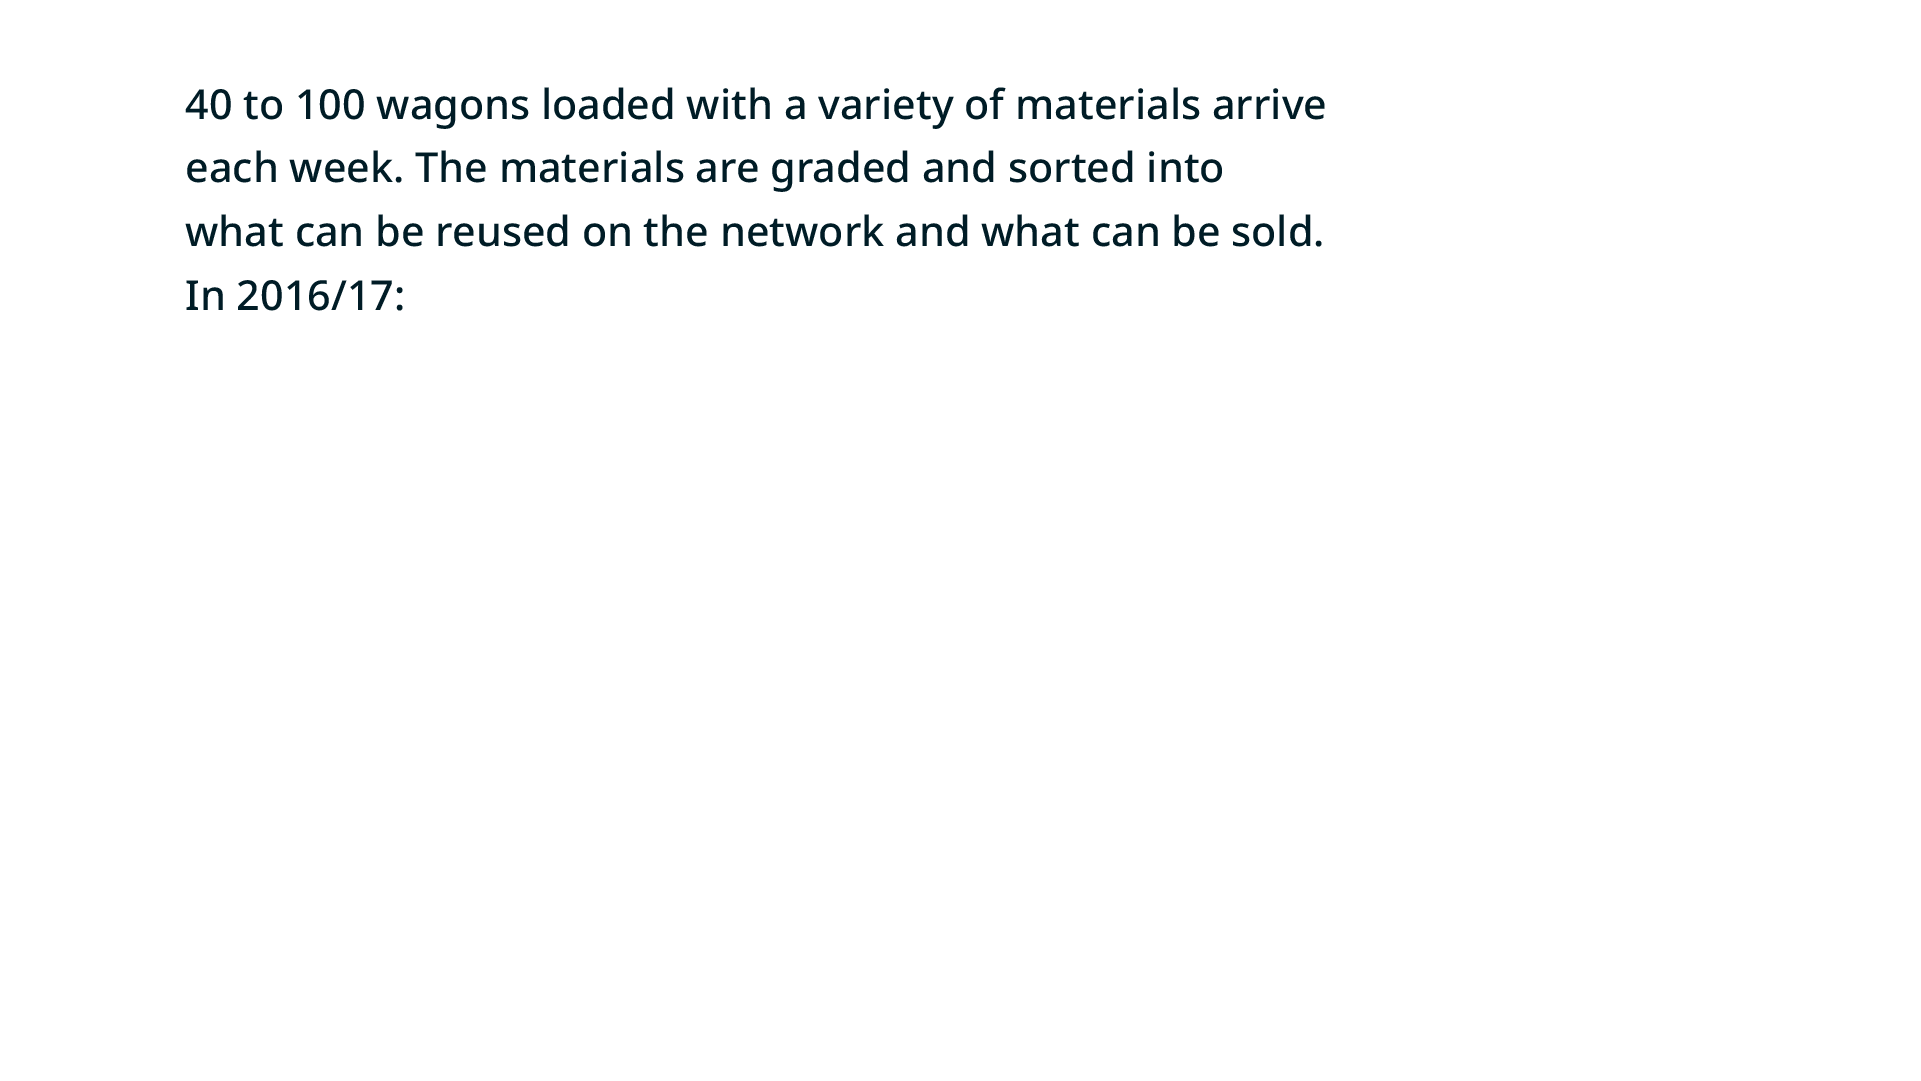 40 to 100 wagons loaded with a variety of materials arrive
each week. The materials are graded and sorted into
what can be reused on the network and what can be sold.
In 2016/17: